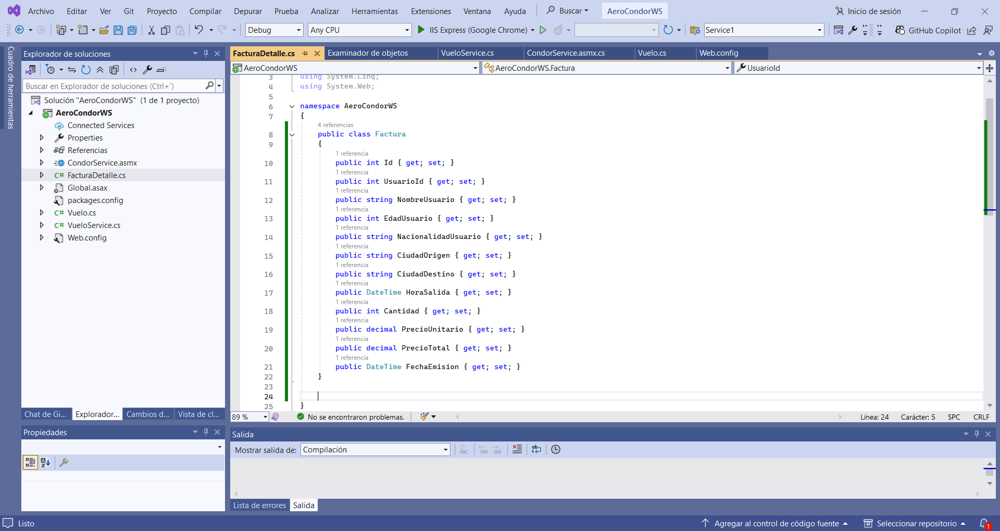 Archivo Editar Ver Git Proyecto Compilar Depurar Prueba Analizar Herramientas Extensiones Ventana Ayuda Buscar AeroCondorWS Inicio de sesión
Debug Any CPU IIS Express (Google Chrome) Service1 GitHub Copilot
Cuadro de herramientas
Explorador de soluciones
Buscar en Explorador de soluciones (Ctrl+´)
Solución "AeroCondorWS" (1 de 1 proyecto)
AeroCondorWS
Connected Services
Properties
Referencias
CondorService.asmx
C# FacturaDetalle.cs
Global.asax
packages.config
C# Vuelo.cs
C# VueloService.cs
Web.config
Chat de Gi... Explorador... Cambios d... Vista de cl...
Propiedades
FacturaDetalle.cs Examinador de objetos VueloService.cs CondorService.asmx.cs Vuelo.cs Web.config
AeroCondorWS AeroCondorWS.Factura UsuarioId
3 using System.Linq;
4 using System.Web;
5
6 namespace AeroCondorWS
7 {
4 referencias
8 public class Factura
9 {
1 referencia
10 public int Id { get; set; }
1 referencia
11 public int UsuarioId { get; set; }
1 referencia
12 public string NombreUsuario { get; set; }
1 referencia
13 public int EdadUsuario { get; set; }
1 referencia
14 public string NacionalidadUsuario { get; set; }
1 referencia
15 public string CiudadOrigen { get; set; }
1 referencia
16 public string CiudadDestino { get; set; }
1 referencia
17 public DateTime HoraSalida { get; set; }
1 referencia
18 public int Cantidad { get; set; }
1 referencia
19 public decimal PrecioUnitario { get; set; }
1 referencia
20 public decimal PrecioTotal { get; set; }
1 referencia
21 public DateTime FechaEmision { get; set; }
22 }
23
24
25 }
89 % No se encontraron problemas. Línea: 24 Carácter: 5 SPC CRLF
Salida
Mostrar salida de: Compilación
Lista de errores Salida
Listo Agregar al control de código fuente Seleccionar repositorio 1